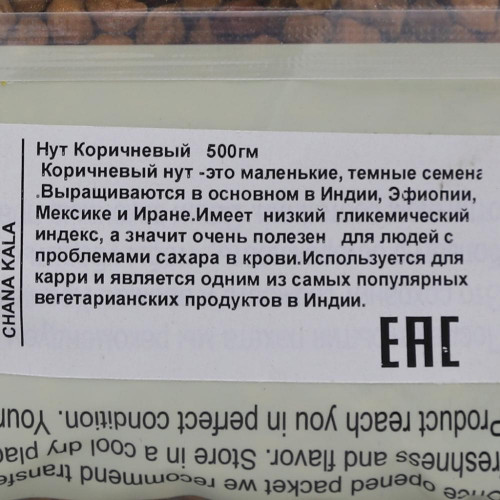 Нут Коричневый 500гм
Коричневый нут -это маленькие, темные семена
.Выращиваются в основном в Индии, Эфиопии,
Мексике и Иране.Имеет низкий гликемический
индекс, а значит очень полезен для людей с
проблемами сахара в крови.Используется для
карри и является одним из самых популярных
вегетарианских продуктов в Индии.
CHANA KALA
EAC
Once opened packet we recommend transfe
freshness and flavor. Store in a cool dry plac
Product reach you in perfect condition. Your